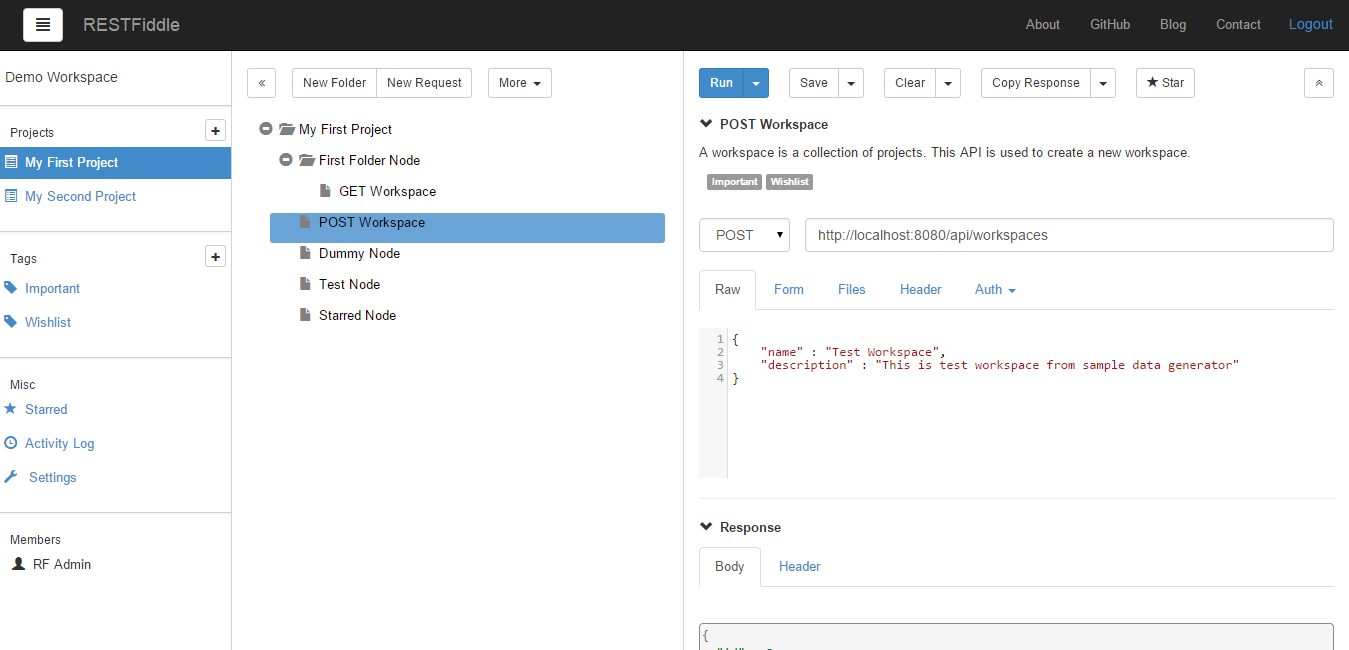 RESTFiddle
About GitHub Blog Contact Logout
Demo Workspace
Projects
My First Project
My Second Project
Tags
Important
Wishlist
Misc
Starred
Activity Log
Settings
Members
RF Admin
« New Folder New Request More
My First Project
First Folder Node
GET Workspace
POST Workspace
Dummy Node
Test Node
Starred Node
Run Save Clear Copy Response ★ Star
POST Workspace
A workspace is a collection of projects. This API is used to create a new workspace.
Important Wishlist
POST http://localhost:8080/api/workspaces
Raw Form Files Header Auth
1 {
2 "name" : "Test Workspace",
3 "description" : "This is test workspace from sample data generator"
4 }
Response
Body Header
{